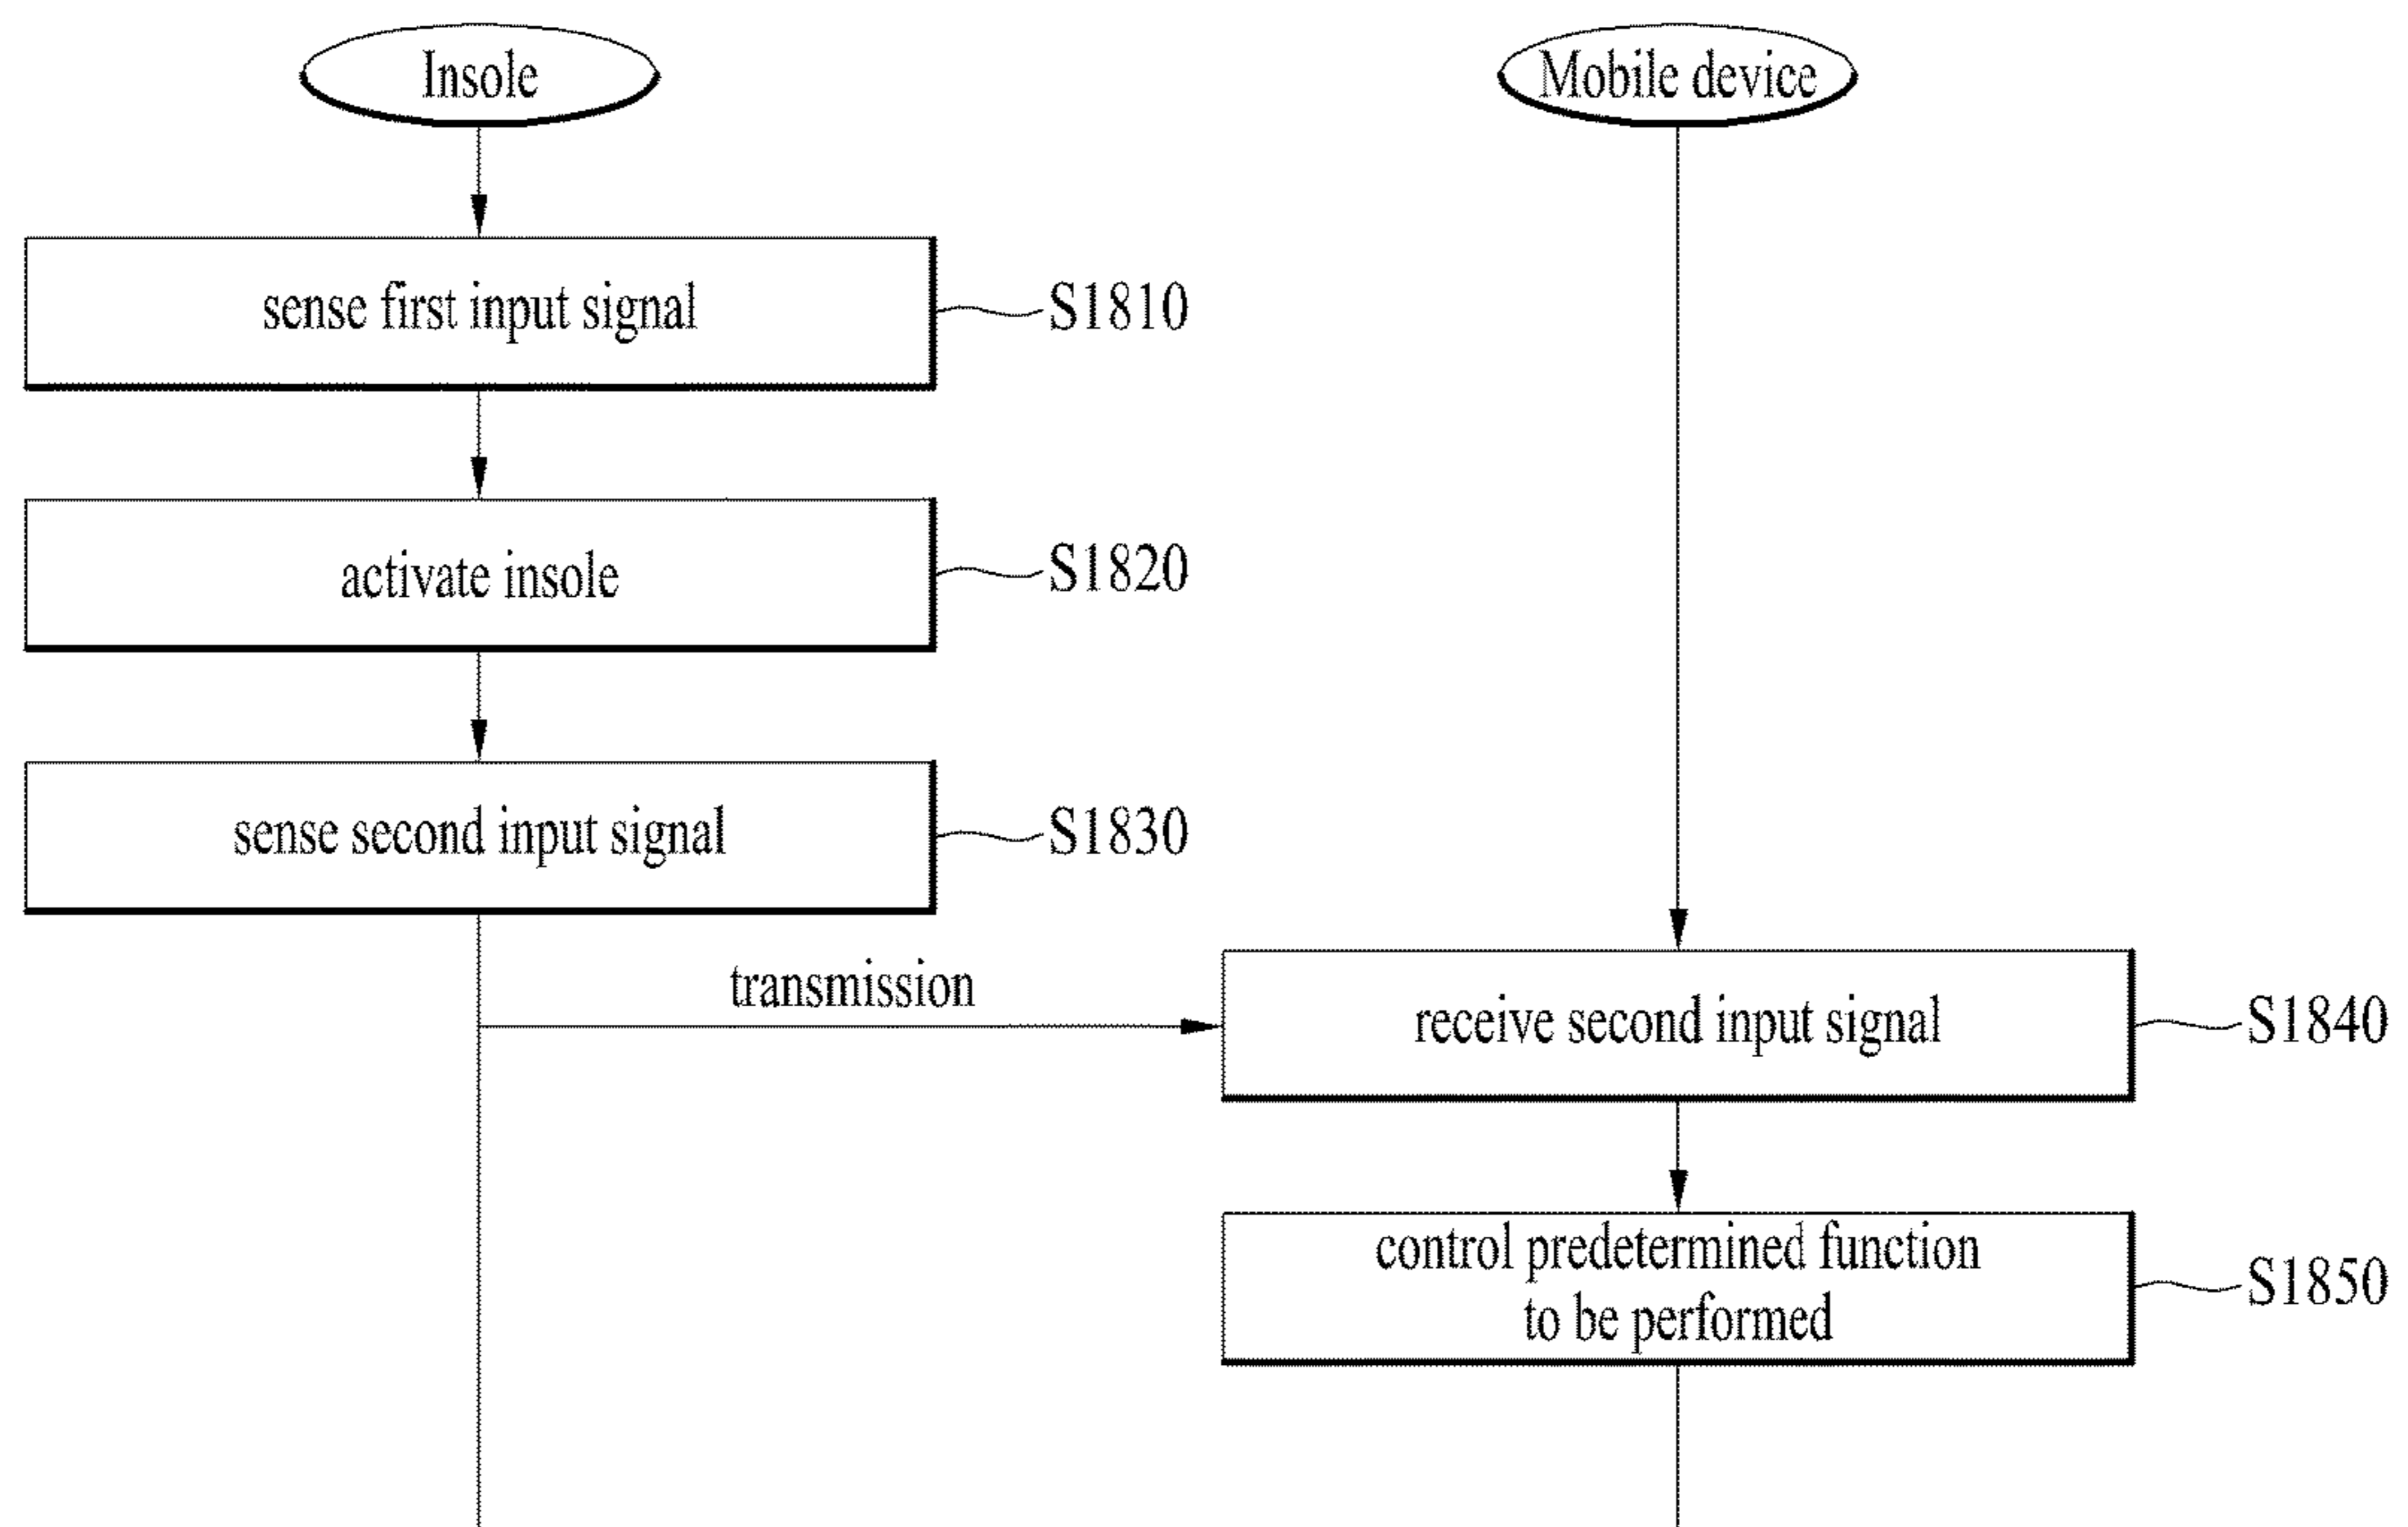 Insole
Mobile device
sense first input signal
S1810
activate insole
S1820
sense second input signal
S1830
transmission
receive second input signal
S1840
control predetermined function
to be performed
S1850